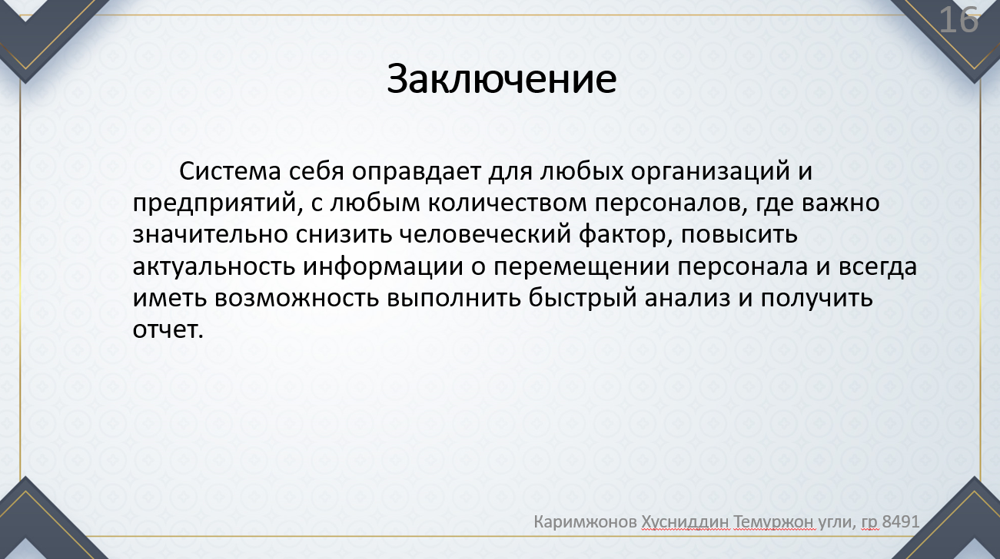 16
Заключение
Система себя оправдает для любых организаций и
предприятий, с любым количеством персоналов, где важно
значительно снизить человеческий фактор, повысить
актуальность информации о перемещении персонала и всегда
иметь возможность выполнить быстрый анализ и получить
отчет.
Каримжонов Хусниддин Темуржон угли, гр 8491